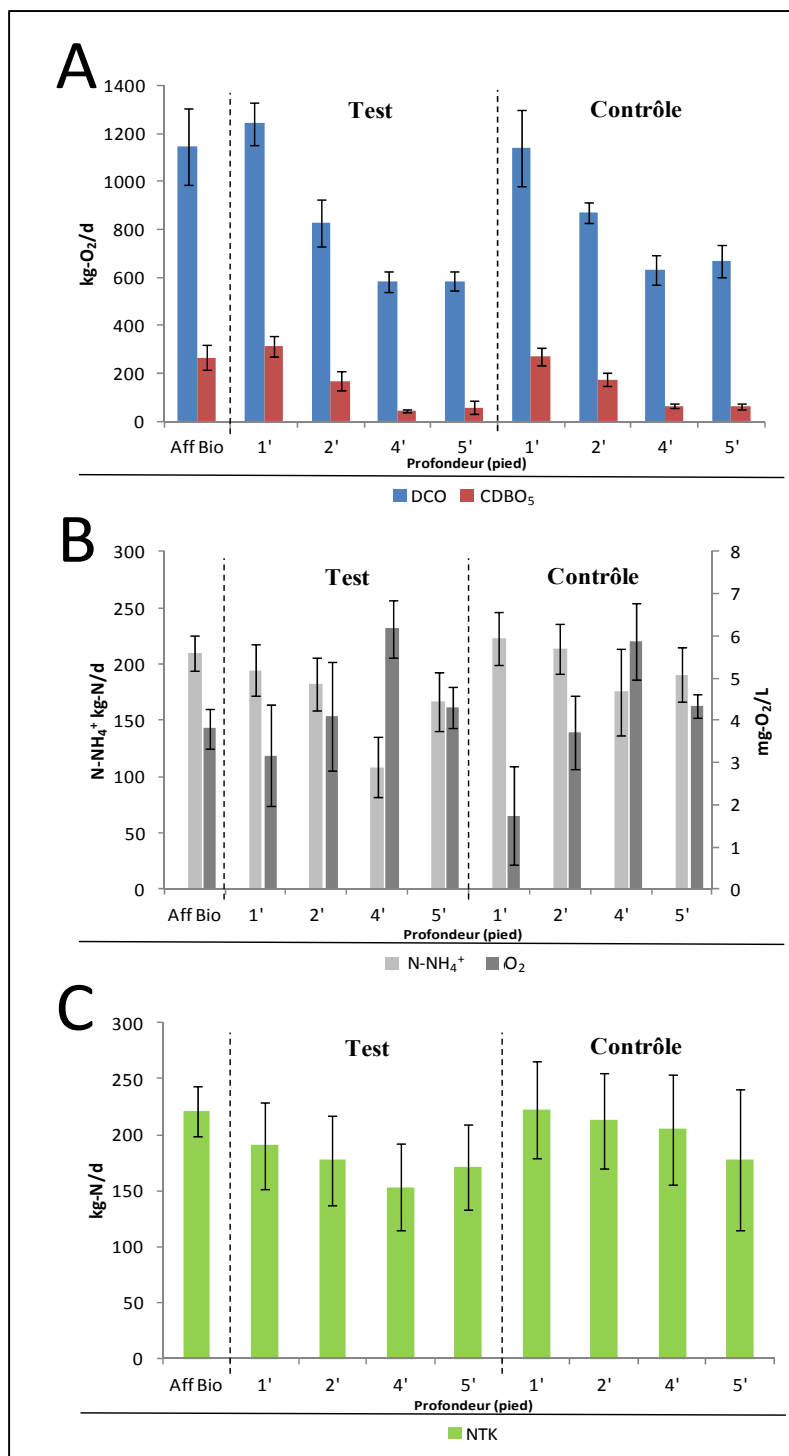 A
1400
1200
1000
800
600
400
200
0
kg-O₂/d
Test
Contrôle
Aff Bio 1' 2' 4' 5' 1' 2' 4' 5'
Profondeur (pied)
DCO CDBO₅
B
300
250
200
150
100
50
0
N-NH₄⁺ kg-N/d
Test
Contrôle
8
7
6
5
4
3
2
1
0
mg-O₂/L
Aff Bio 1' 2' 4' 5' 1' 2' 4' 5'
Profondeur (pied)
N-NH₄⁺ O₂
C
300
250
200
150
100
50
0
kg-N/d
Test
Contrôle
Aff Bio 1' 2' 4' 5' 1' 2' 4' 5'
Profondeur (pied)
NTK